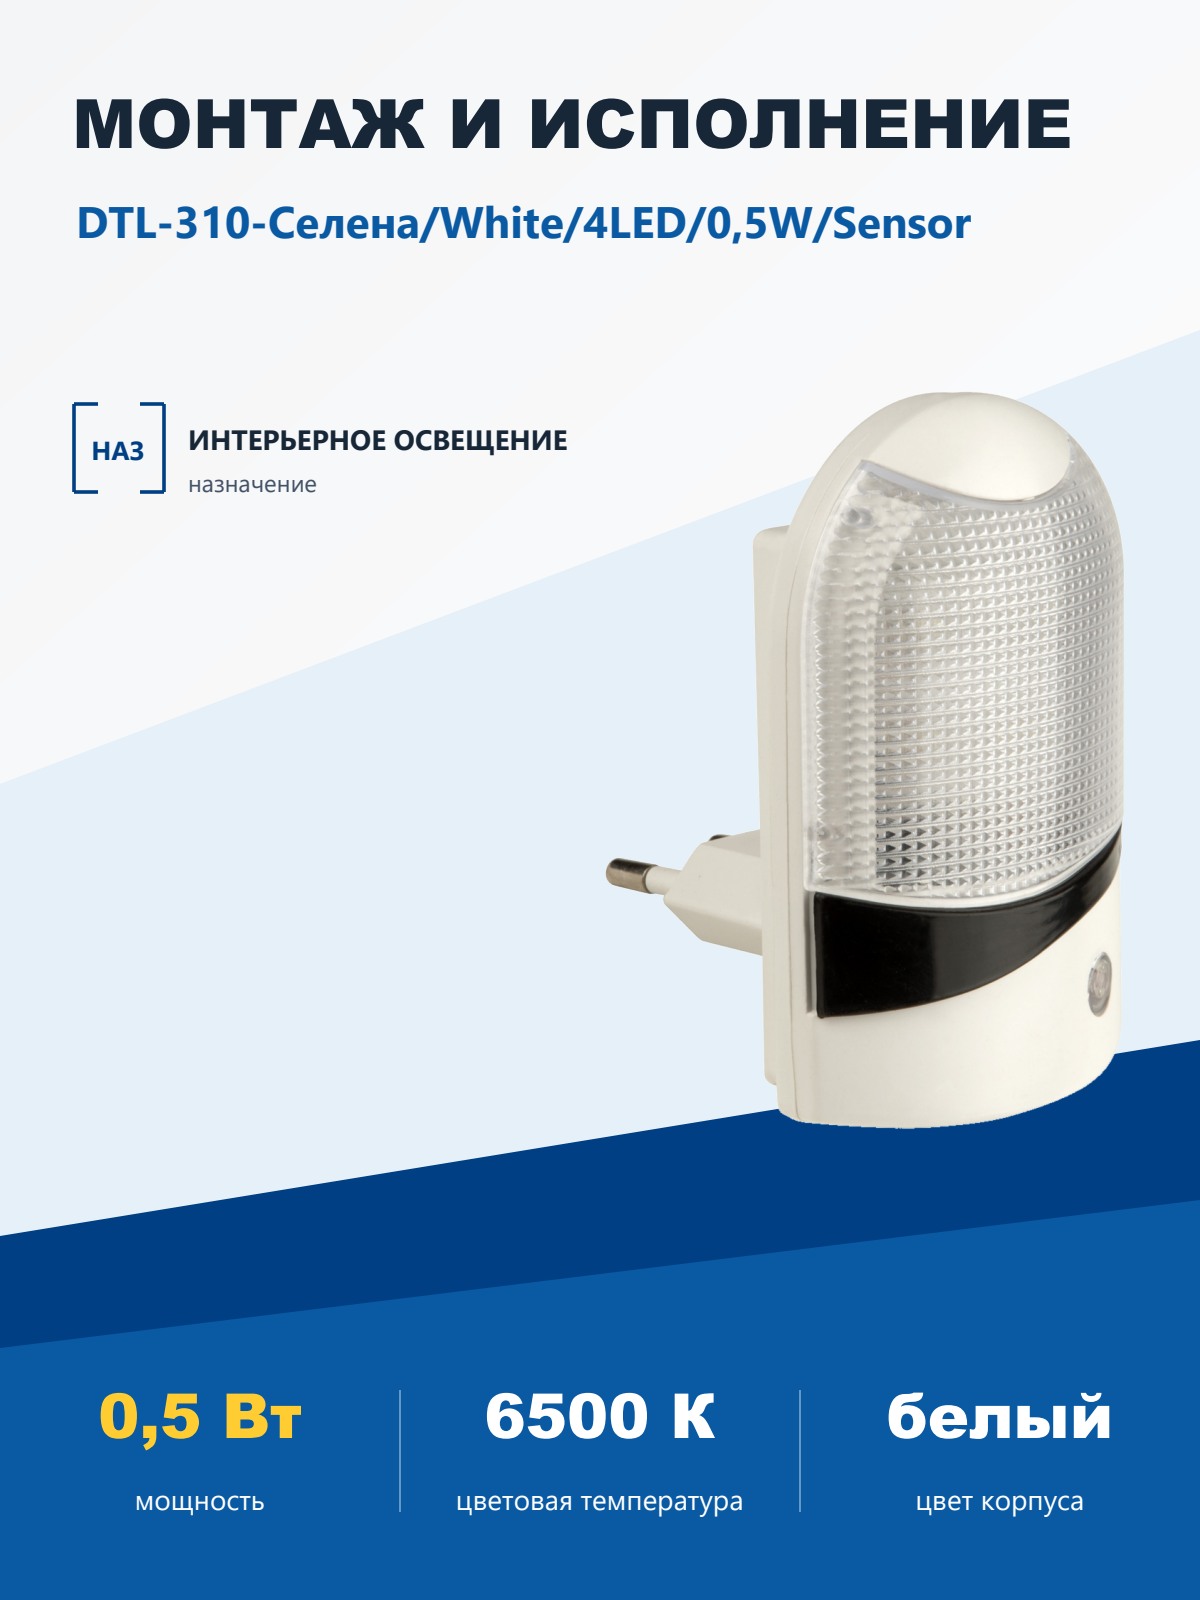 МОНТАЖ И ИСПОЛНЕНИЕ
DTL-310-Селена/White/4LED/0,5W/Sensor
НАЗ
ИНТЕРЬЕРНОЕ ОСВЕЩЕНИЕ
назначение
0,5 Вт
6500 К
белый
мощность
цветовая температура
цвет корпуса